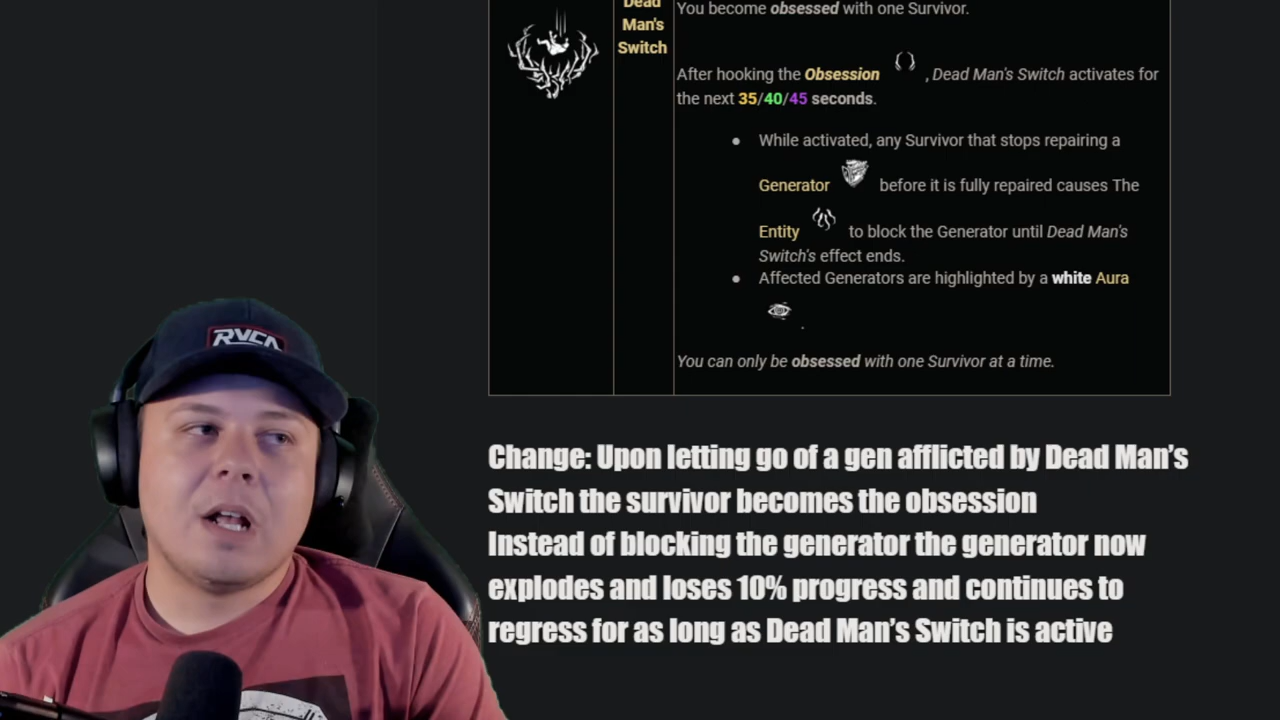 Dead
Man's
Switch
You become obsessed with one Survivor.
After hooking the Obsession , Dead Man's Switch activates for
the next 35/40/45 seconds.
● While activated, any Survivor that stops repairing a
Generator before it is fully repaired causes The
Entity to block the Generator until Dead Man's
Switch's effect ends.
● Affected Generators are highlighted by a white Aura
.
You can only be obsessed with one Survivor at a time.
RVCA
Change: Upon letting go of a gen afflicted by Dead Man's
Switch the survivor becomes the obsession
Instead of blocking the generator the generator now
explodes and loses 10% progress and continues to
regress for as long as Dead Man's Switch is active